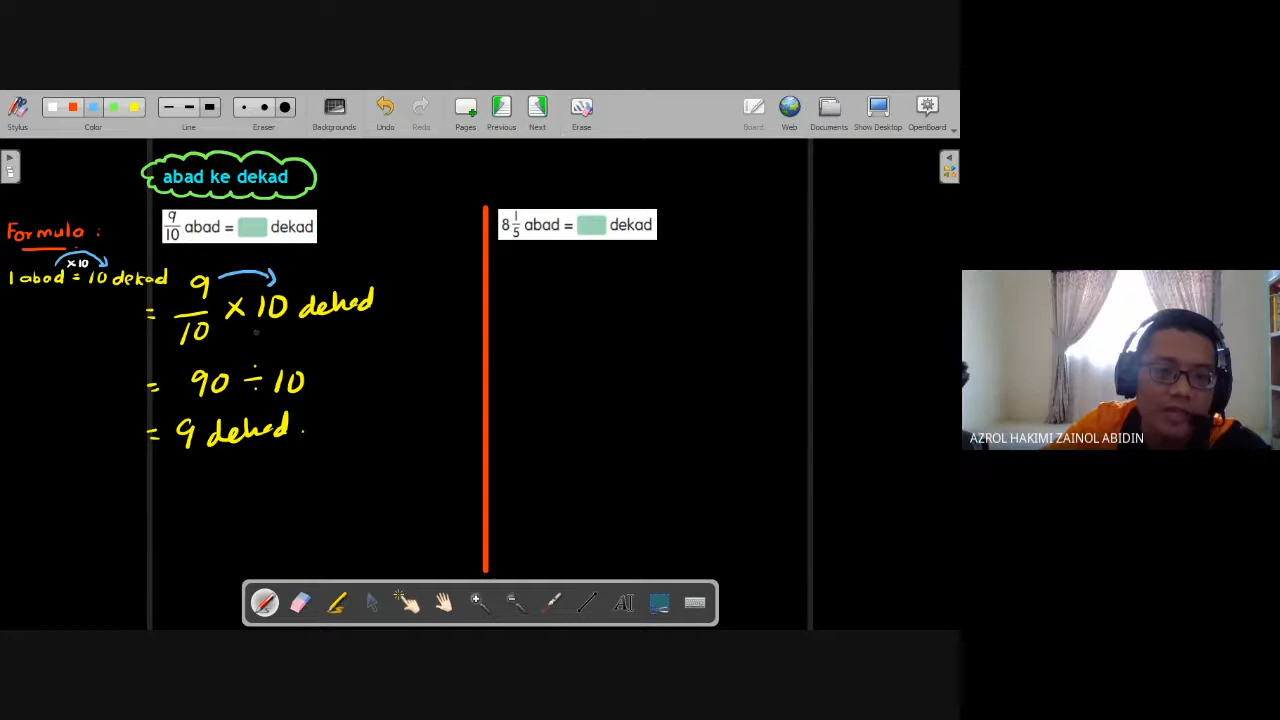 Stylus Color Line Eraser Backgrounds Undo Redo Pages Previous Next Erase Board Web Documents Show Desktop OpenBoard
abad ke dekad
Formula :
×10
1 abad = 10 dekad
9/10 abad = dekad
= 9/10 × 10 dekad
= 90 ÷ 10
= 9 dekad.
8 1/5 abad = dekad
AI
AZROL HAKIMI ZAINOL ABIDIN